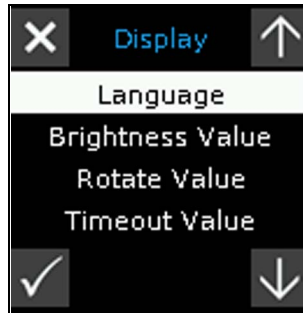 Display
Language
Brightness Value
Rotate Value
Timeout Value